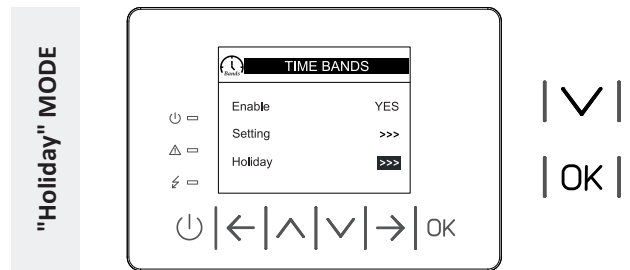 "Holiday" MODE
Bands
TIME BANDS
Enable YES
Setting >>>
Holiday >>>
OK
OK